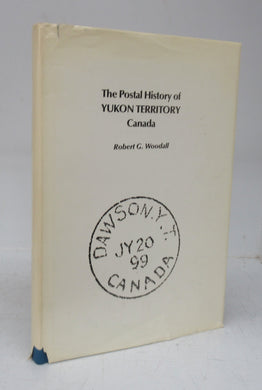 The Postal History of
YUKON TERRITORY
Canada
Robert G. Woodall
DAWSON.Y.T.
JY 20
99
CANADA